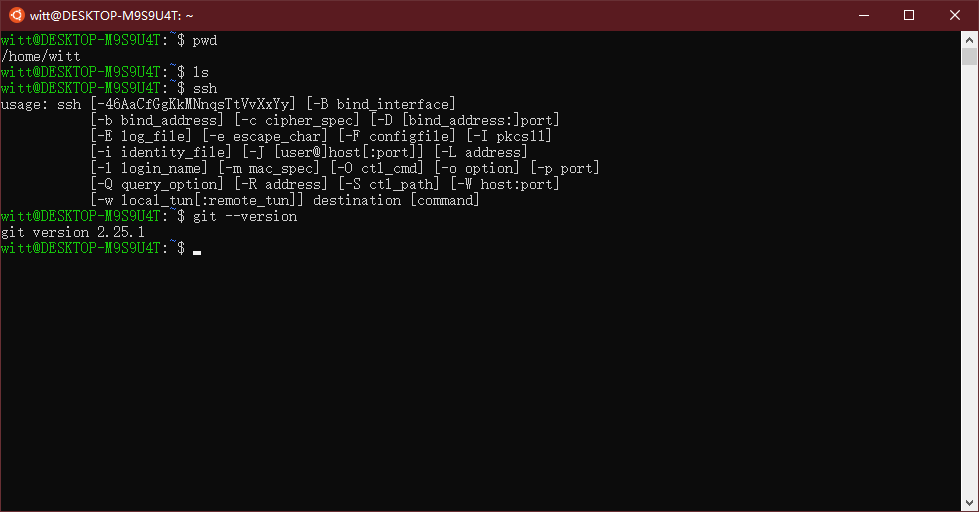 witt@DESKTOP-M9S9U4T: ~
witt@DESKTOP-M9S9U4T:~$ pwd
/home/witt
witt@DESKTOP-M9S9U4T:~$ ls
witt@DESKTOP-M9S9U4T:~$ ssh
usage: ssh [-46AaCfGgKkMNnqsTtVvXxYy] [-B bind_interface]
           [-b bind_address] [-c cipher_spec] [-D [bind_address:]port]
           [-E log_file] [-e escape_char] [-F configfile] [-I pkcs11]
           [-i identity_file] [-J [user@]host[:port]] [-L address]
           [-l login_name] [-m mac_spec] [-O ctl_cmd] [-o option] [-p port]
           [-Q query_option] [-R address] [-S ctl_path] [-W host:port]
           [-w local_tun[:remote_tun]] destination [command]
witt@DESKTOP-M9S9U4T:~$ git --version
git version 2.25.1
witt@DESKTOP-M9S9U4T:~$